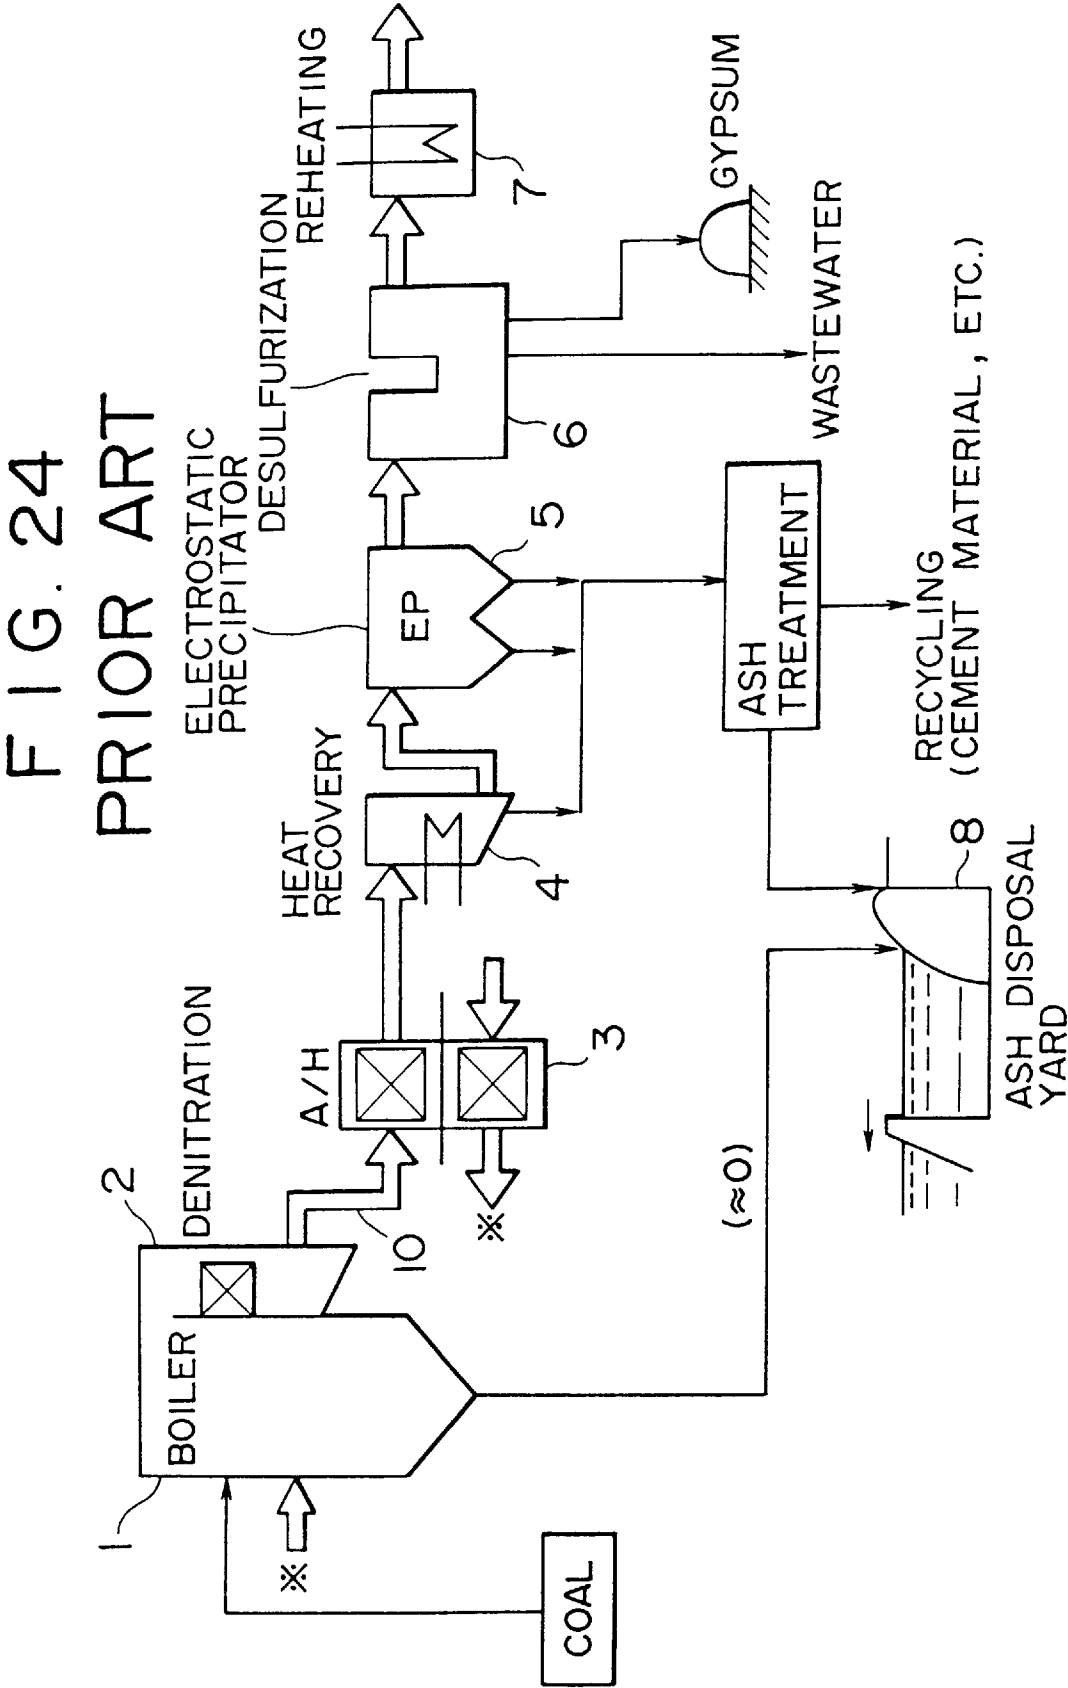 FIG. 24
PRIOR ART
ELECTROSTATIC
PRECIPITATOR
DESULFURIZATION
REHEATING
HEAT
RECOVERY
DENITRATION
A/H
2
1
BOILER
※
COAL
10
※
3
4
EP
5
6
7
GYPSUM
WASTEWATER
ASH
TREATMENT
RECYCLING
(CEMENT MATERIAL, ETC.)
(≈0)
8
ASH DISPOSAL
YARD